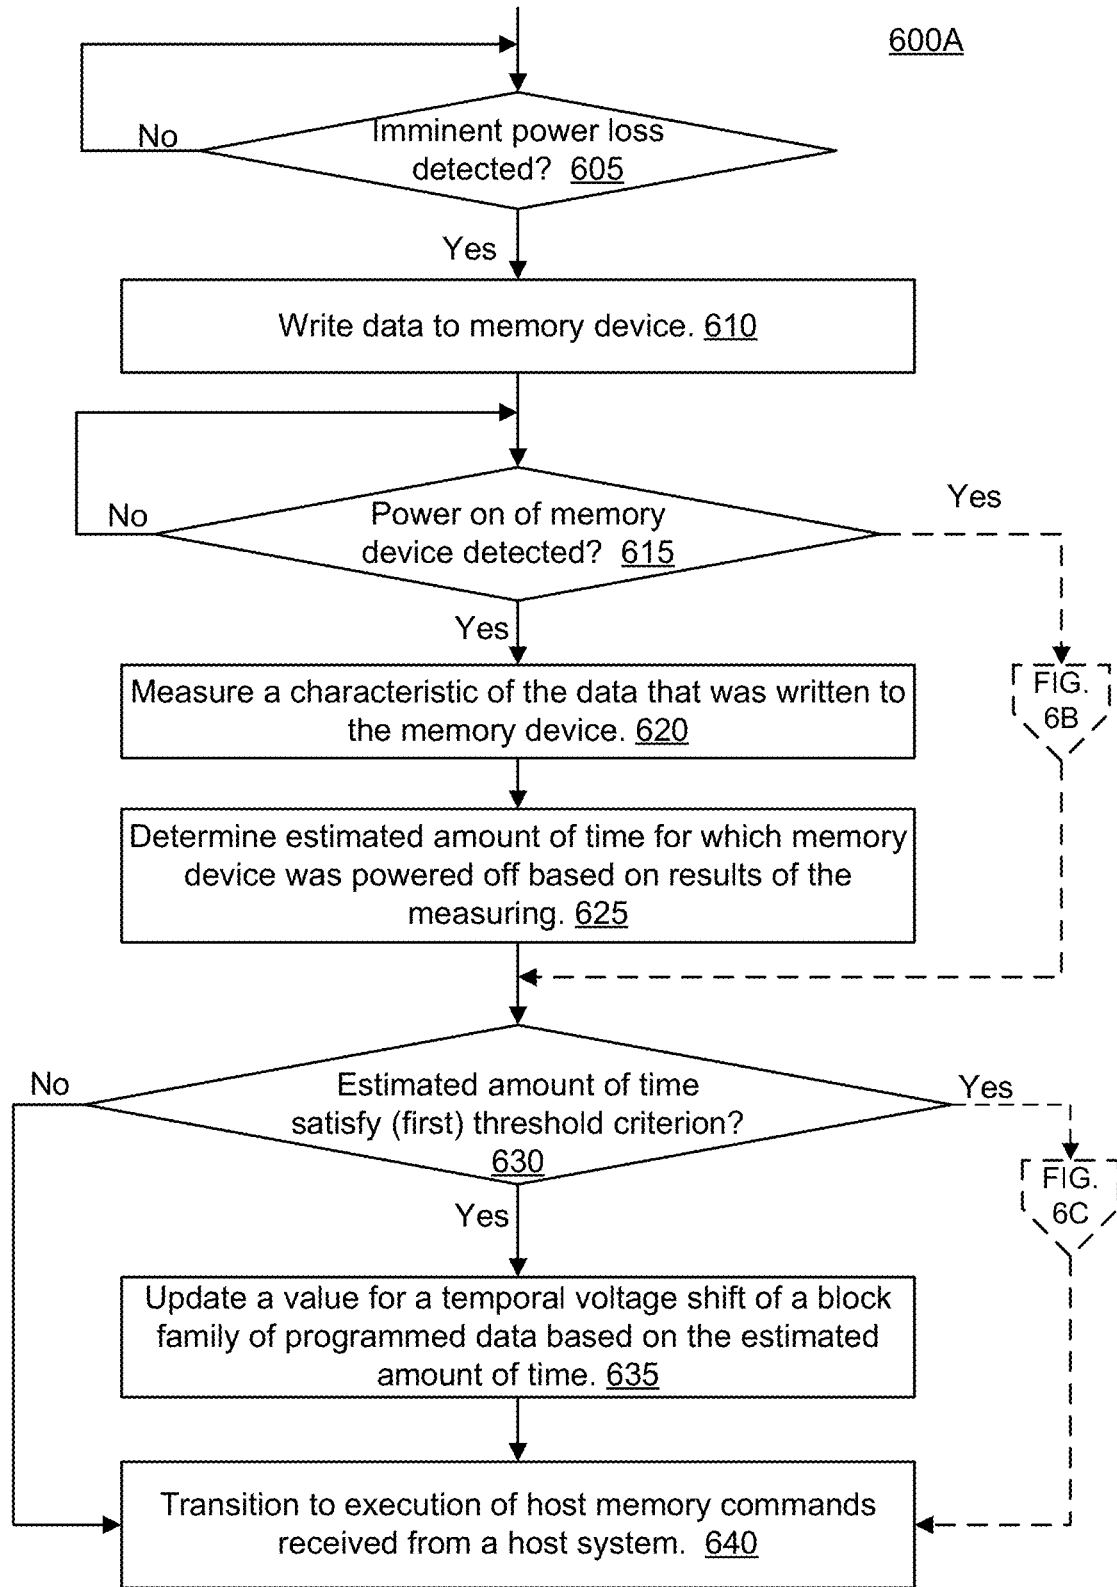 600A
Imminent power loss
detected? 605
No
Yes
Write data to memory device. 610
Yes
No
Power on of memory
device detected? 615
Yes
FIG.
6B
Measure a characteristic of the data that was written to
the memory device. 620
Determine estimated amount of time for which memory
device was powered off based on results of the
measuring. 625
No
Estimated amount of time
satisfy (first) threshold criterion?
630
Yes
FIG.
6C
Yes
Update a value for a temporal voltage shift of a block
family of programmed data based on the estimated
amount of time. 635
Transition to execution of host memory commands
received from a host system. 640